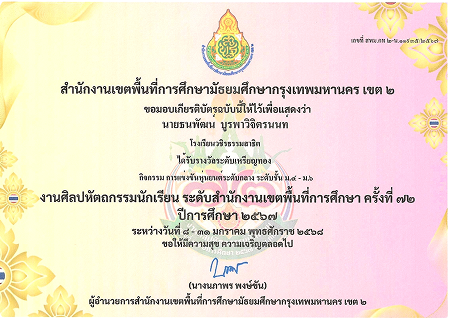 เลขที่ สพม.กท ๒-ม.๑๑๕๓๕/๒๕๖๗
สำนักงานเขตพื้นที่การศึกษามัธยมศึกษากรุงเทพมหานคร เขต ๒
ขอมอบเกียรติบัตรฉบับนี้ให้ไว้เพื่อแสดงว่า
นายธนพัฒน์ บูรพาวิจิตรนนท์
โรงเรียนวชิรธรรมสาธิต
ได้รับรางวัลระดับเหรียญทอง
กิจกรรม การแข่งขันหุ่นยนต์ระดับกลาง ระดับชั้น ม.๔ - ม.๖
งานศิลปหัตถกรรมนักเรียน ระดับสำนักงานเขตพื้นที่การศึกษา ครั้งที่ ๗๒
ปีการศึกษา ๒๕๖๗
ระหว่างวันที่ ๘ - ๓๑ มกราคม พุทธศักราช ๒๕๖๘
ขอให้มีความสุข ความเจริญตลอดไป
(นางนภาพร พงษ์ขัน)
ผู้อำนวยการสำนักงานเขตพื้นที่การศึกษามัธยมศึกษากรุงเทพมหานคร เขต ๒